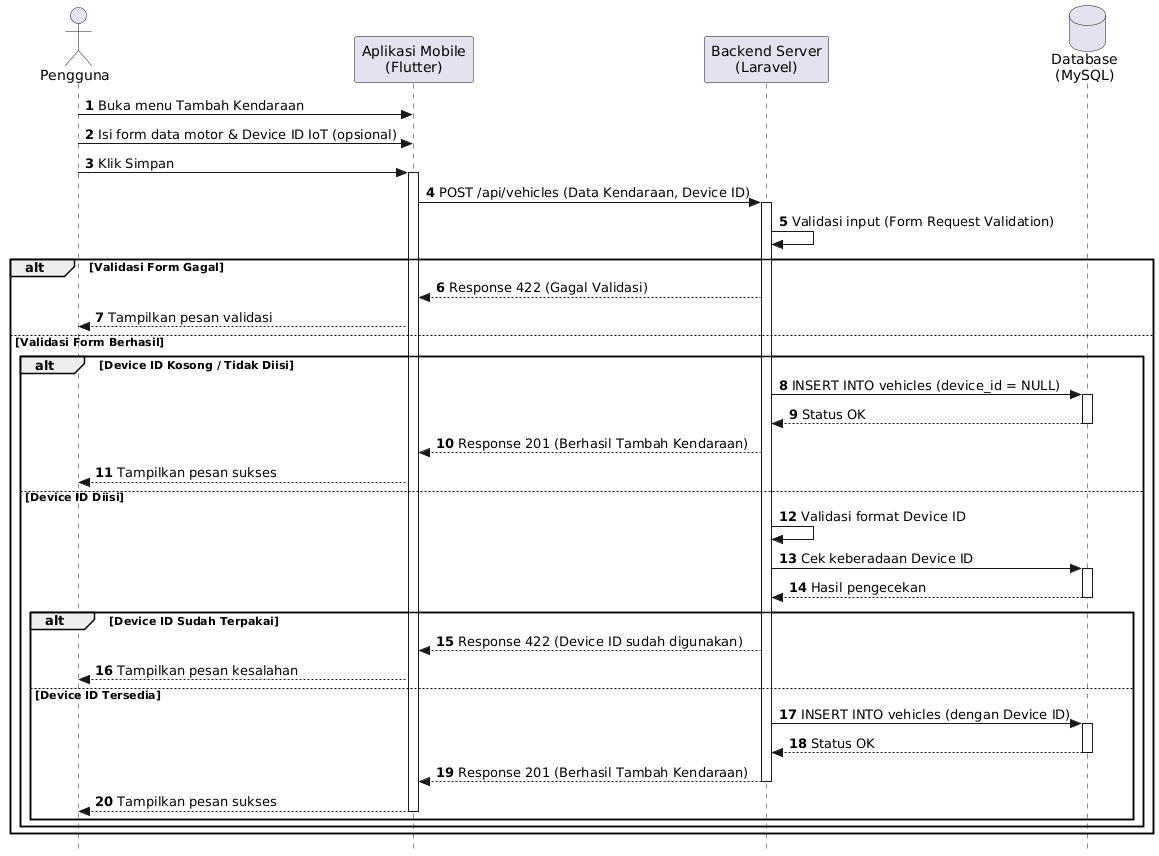 Pengguna
Aplikasi Mobile
(Flutter)
Backend Server
(Laravel)
Database
(MySQL)
1 Buka menu Tambah Kendaraan
2 Isi form data motor & Device ID IoT (opsional)
3 Klik Simpan
4 POST /api/vehicles (Data Kendaraan, Device ID)
5 Validasi input (Form Request Validation)
alt [Validasi Form Gagal]
6 Response 422 (Gagal Validasi)
7 Tampilkan pesan validasi
[Validasi Form Berhasil]
alt [Device ID Kosong / Tidak Diisi]
8 INSERT INTO vehicles (device_id = NULL)
9 Status OK
10 Response 201 (Berhasil Tambah Kendaraan)
11 Tampilkan pesan sukses
[Device ID Diisi]
12 Validasi format Device ID
13 Cek keberadaan Device ID
14 Hasil pengecekan
alt [Device ID Sudah Terpakai]
15 Response 422 (Device ID sudah digunakan)
16 Tampilkan pesan kesalahan
[Device ID Tersedia]
17 INSERT INTO vehicles (dengan Device ID)
18 Status OK
19 Response 201 (Berhasil Tambah Kendaraan)
20 Tampilkan pesan sukses